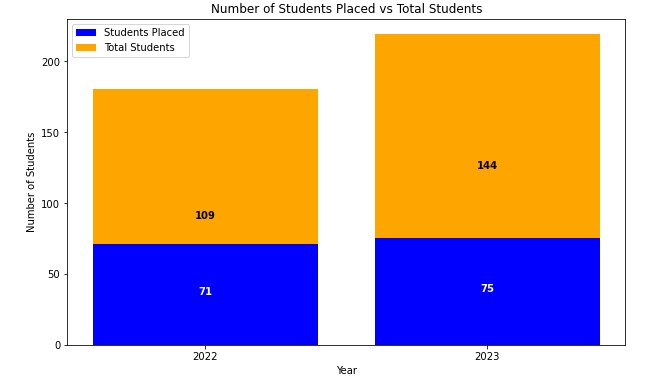 Number of Students Placed vs Total Students
Students Placed
Total Students
Number of Students
200
150
100
50
0
109
71
144
75
2022
2023
Year